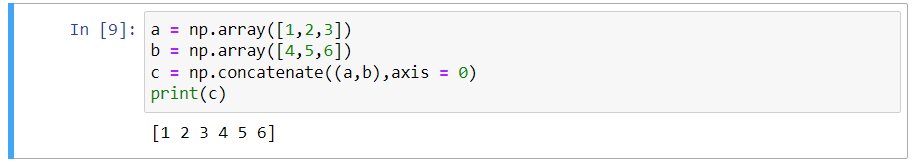 In [9]: a = np.array([1,2,3])
b = np.array([4,5,6])
c = np.concatenate((a,b),axis = 0)
print(c)
[1 2 3 4 5 6]